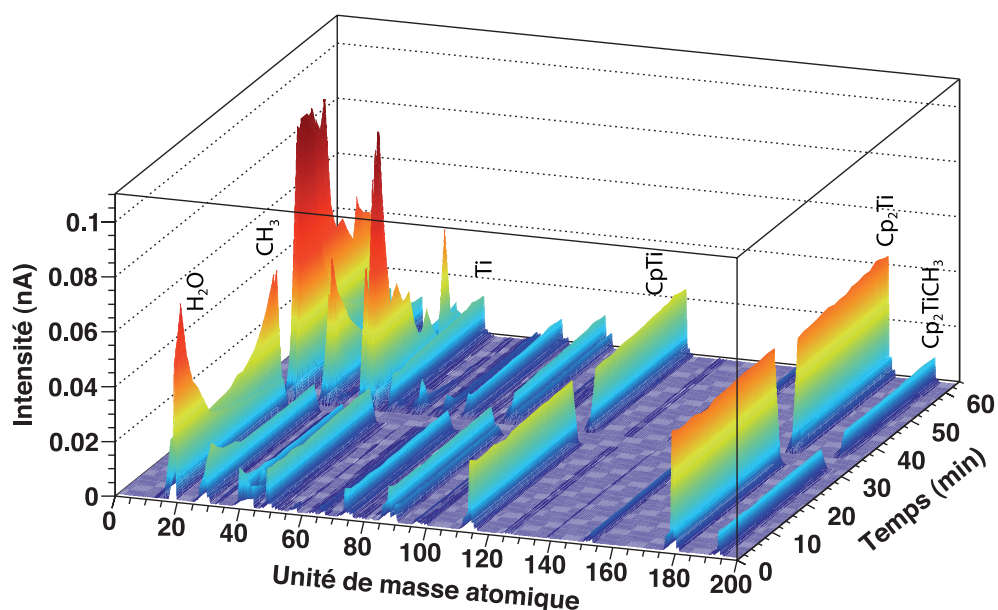 Intensité (nA)
0.1
0.08
0.06
0.04
0.02
0
H₂O
CH₃
Ti
CpTi
Cp₂Ti
Cp₂TiCH₃
0 20 40 60 80 100 120 140 160 180 200
Unité de masse atomique
0 10 20 30 40 50 60
Temps (min)